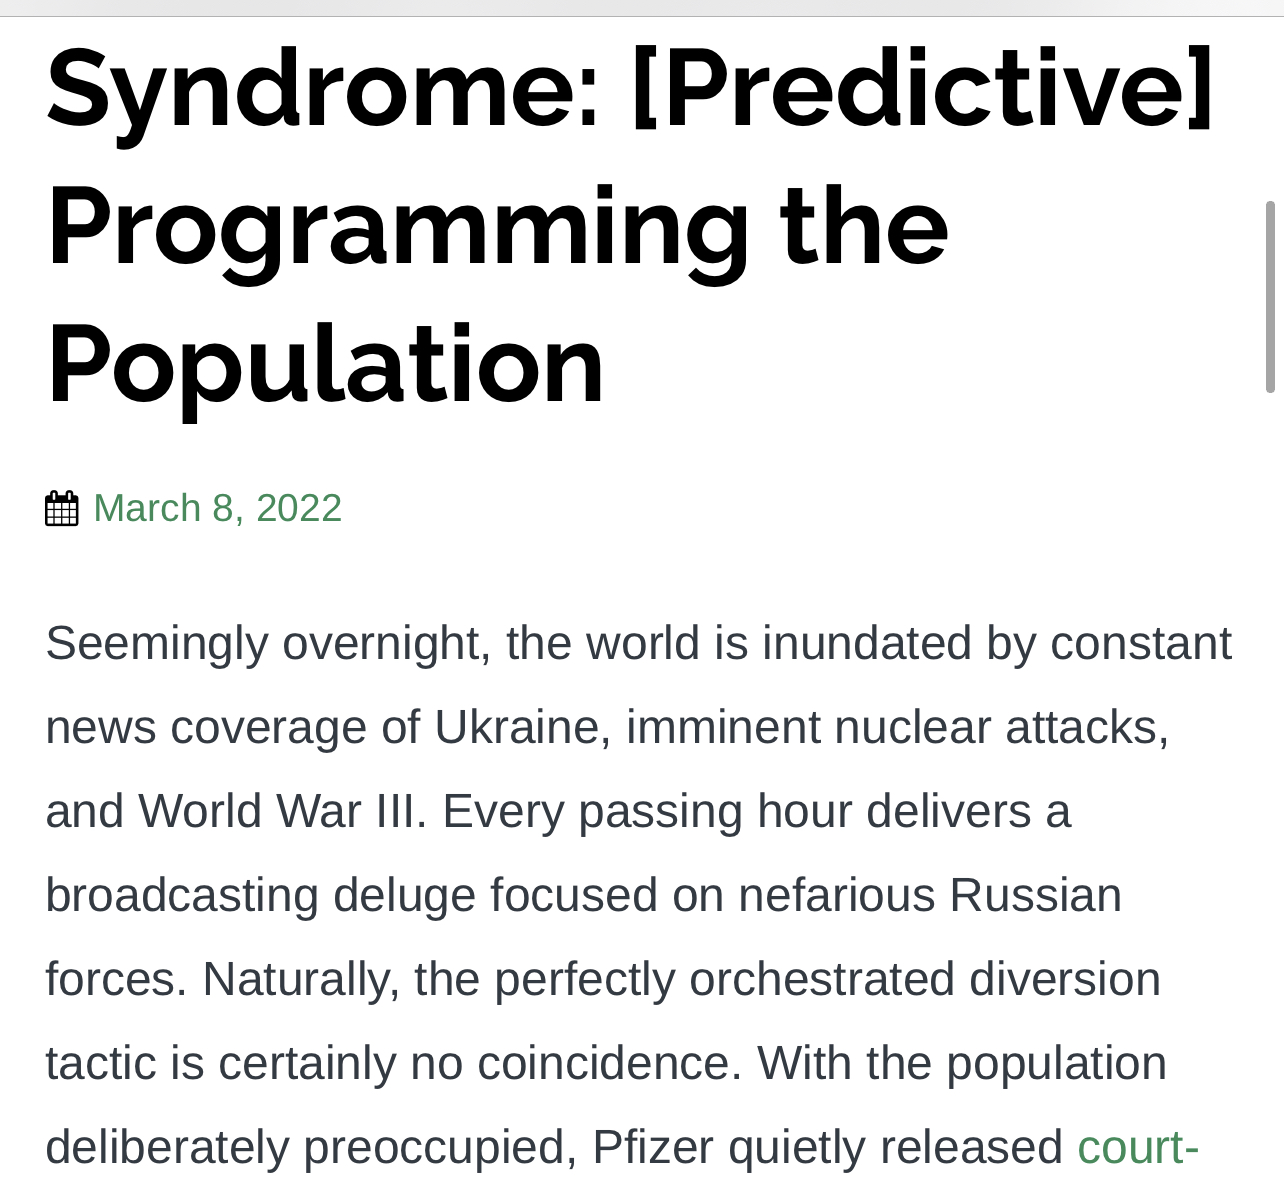 Syndrome: [Predictive]
Programming the
Population
March 8, 2022
Seemingly overnight, the world is inundated by constant
news coverage of Ukraine, imminent nuclear attacks,
and World War III. Every passing hour delivers a
broadcasting deluge focused on nefarious Russian
forces. Naturally, the perfectly orchestrated diversion
tactic is certainly no coincidence. With the population
deliberately preoccupied, Pfizer quietly released court-